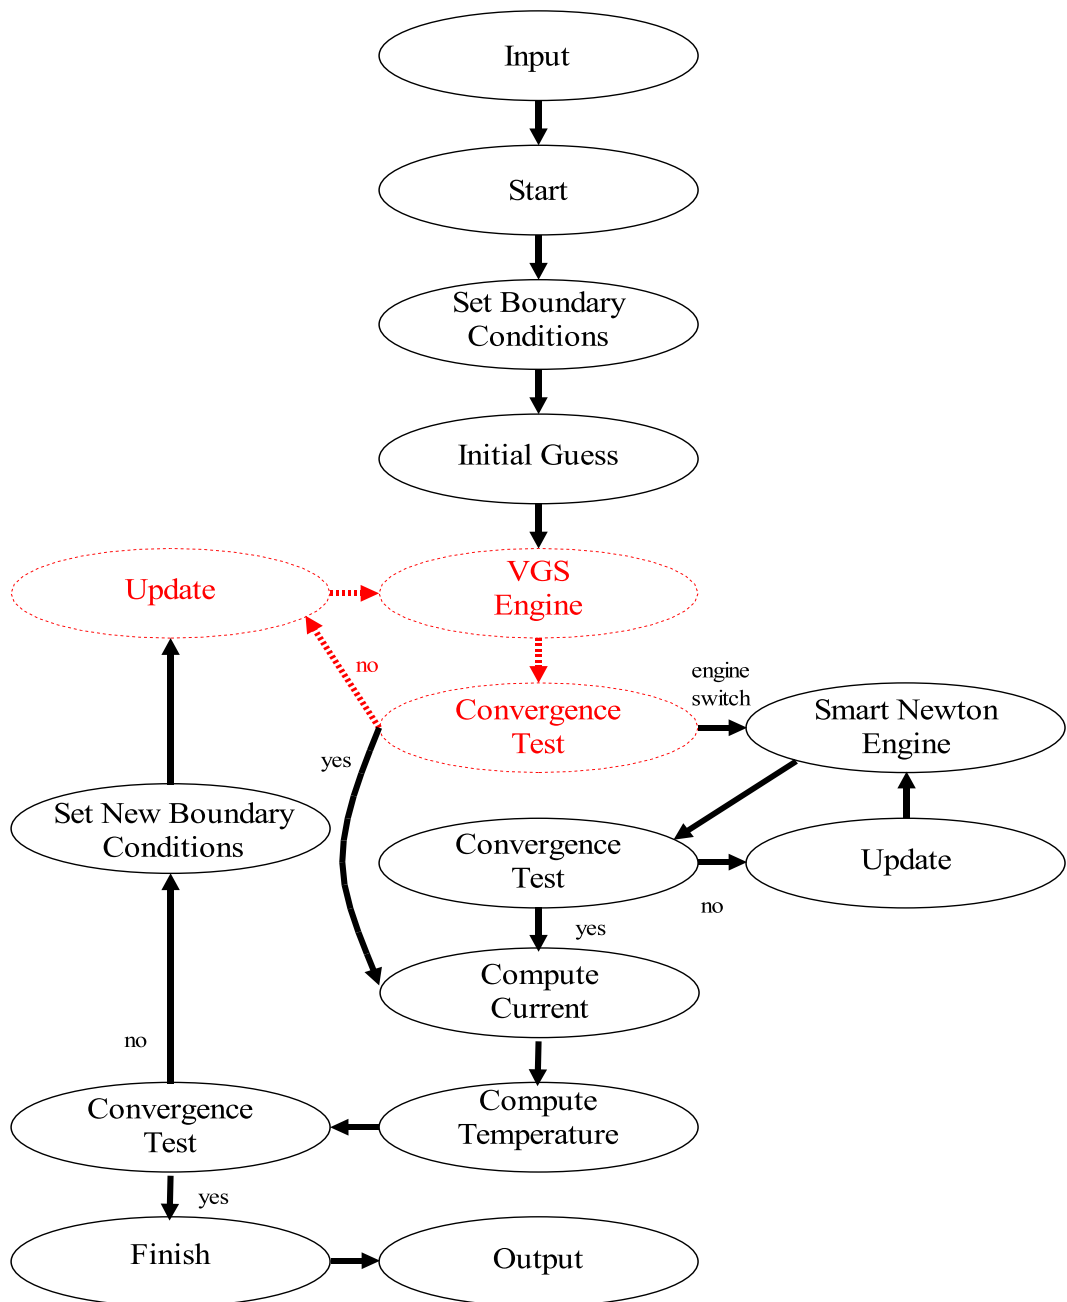 Input
Start
Set Boundary
Conditions
Initial Guess
Update
VGS
Engine
no
engine
switch
Convergence
Test
Smart Newton
Engine
yes
Set New Boundary
Conditions
Convergence
Test
Update
no
yes
Compute
Current
no
Convergence
Test
Compute
Temperature
yes
Finish
Output